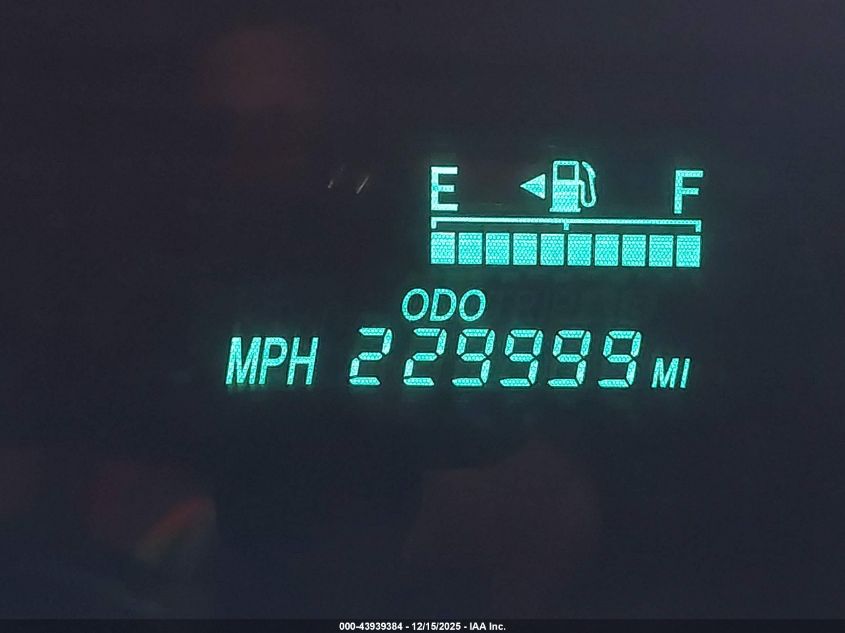 E F
ODO
MPH 229999 MI
000-43939384 - 12/15/2025 - IAA Inc.